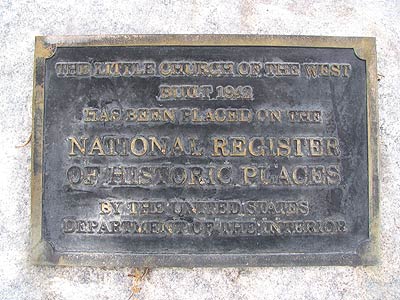 THE LITTLE CHURCH OF THE WEST
BUILT 1942
HAS BEEN PLACED ON THE
NATIONAL REGISTER
OF HISTORIC PLACES
BY THE UNITED STATES
DEPARTMENT OF THE INTERIOR